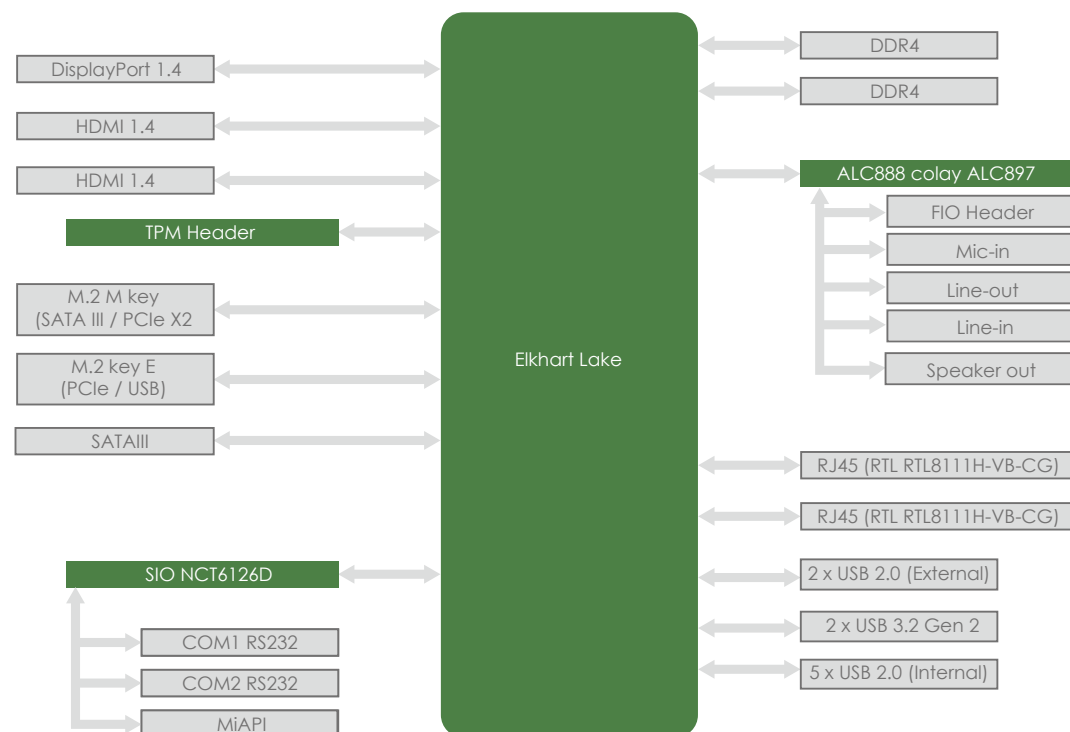 DisplayPort 1.4
HDMI 1.4
HDMI 1.4
TPM Header
M.2 M key
(SATA III / PCIe X2
M.2 key E
(PCIe / USB)
SATAIII
SIO NCT6126D
COM1 RS232
COM2 RS232
MiAPI
Elkhart Lake
DDR4
DDR4
ALC888 colay ALC897
FIO Header
Mic-in
Line-out
Line-in
Speaker out
RJ45 (RTL RTL8111H-VB-CG)
RJ45 (RTL RTL8111H-VB-CG)
2 x USB 2.0 (External)
2 x USB 3.2 Gen 2
5 x USB 2.0 (Internal)